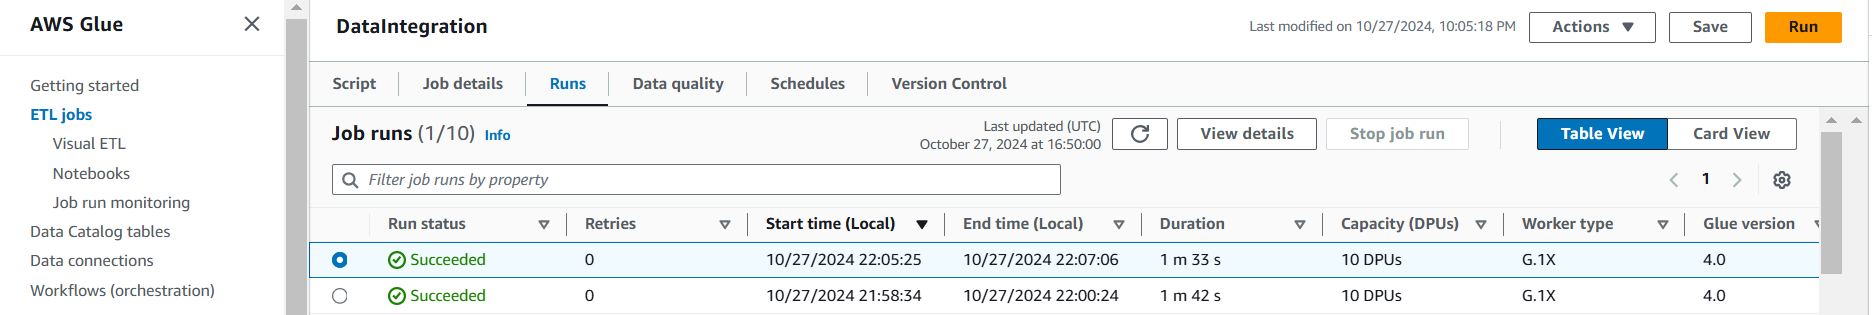 AWS Glue
Getting started
ETL jobs
Visual ETL
Notebooks
Job run monitoring
Data Catalog tables
Data connections
Workflows (orchestration)
DataIntegration
Last modified on 10/27/2024, 10:05:18 PM
Actions
Save
Run
Script
Job details
Runs
Data quality
Schedules
Version Control
Job runs (1/10) Info
Last updated (UTC)
October 27, 2024 at 16:50:00
View details
Stop job run
Table View
Card View
Filter job runs by property
1
Run status Retries Start time (Local) End time (Local) Duration Capacity (DPUs) Worker type Glue version
Succeeded 0 10/27/2024 22:05:25 10/27/2024 22:07:06 1 m 33 s 10 DPUs G.1X 4.0
Succeeded 0 10/27/2024 21:58:34 10/27/2024 22:00:24 1 m 42 s 10 DPUs G.1X 4.0